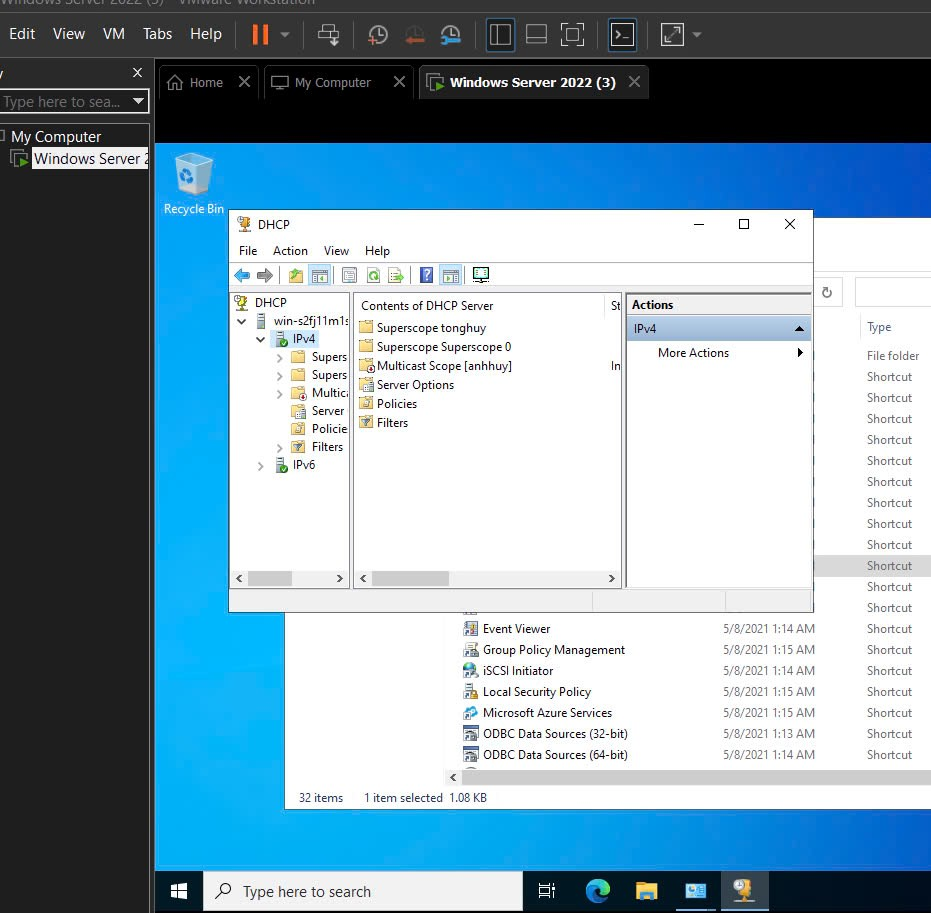 Windows Server 2022 (3) - VMware Workstation
Edit View VM Tabs Help
Type here to sea...
My Computer
Windows Server 2
Home
My Computer
Windows Server 2022 (3)
Recycle Bin
DHCP
File Action View Help
DHCP
win-s2fj11m1s
IPv4
Supers
Supers
Multica
Server
Policie
Filters
IPv6
Contents of DHCP Server St
Superscope tonghuy
Superscope Superscope 0
Multicast Scope [anhhuy] In
Server Options
Policies
Filters
Actions
IPv4
More Actions
Type
File folder
Shortcut
Shortcut
Shortcut
Shortcut
Shortcut
Shortcut
Shortcut
Shortcut
Shortcut
Shortcut
Shortcut
Shortcut
Event Viewer 5/8/2021 1:14 AM Shortcut
Group Policy Management 5/8/2021 1:15 AM Shortcut
iSCSI Initiator 5/8/2021 1:14 AM Shortcut
Local Security Policy 5/8/2021 1:15 AM Shortcut
Microsoft Azure Services 5/8/2021 1:15 AM Shortcut
ODBC Data Sources (32-bit) 5/8/2021 1:13 AM Shortcut
ODBC Data Sources (64-bit) 5/8/2021 1:14 AM Shortcut
32 items 1 item selected 1.08 KB
Type here to search